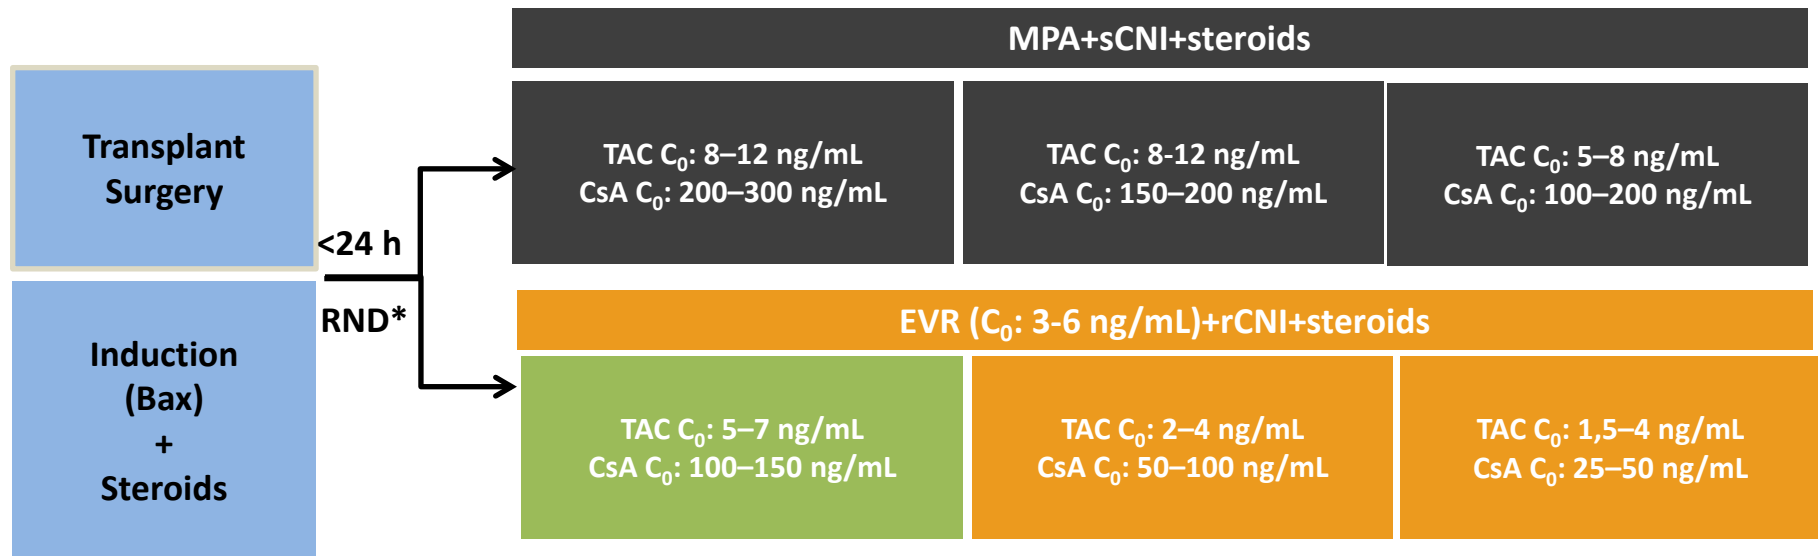 MPA+sCNI+steroids
Transplant
Surgery
TAC C₀: 8–12 ng/mL
CsA C₀: 200–300 ng/mL
TAC C₀: 8-12 ng/mL
CsA C₀: 150–200 ng/mL
TAC C₀: 5–8 ng/mL
CsA C₀: 100–200 ng/mL
<24 h
RND*
EVR (C₀: 3-6 ng/mL)+rCNI+steroids
Induction
(Bax)
+
Steroids
TAC C₀: 5–7 ng/mL
CsA C₀: 100–150 ng/mL
TAC C₀: 2–4 ng/mL
CsA C₀: 50–100 ng/mL
TAC C₀: 1,5–4 ng/mL
CsA C₀: 25–50 ng/mL